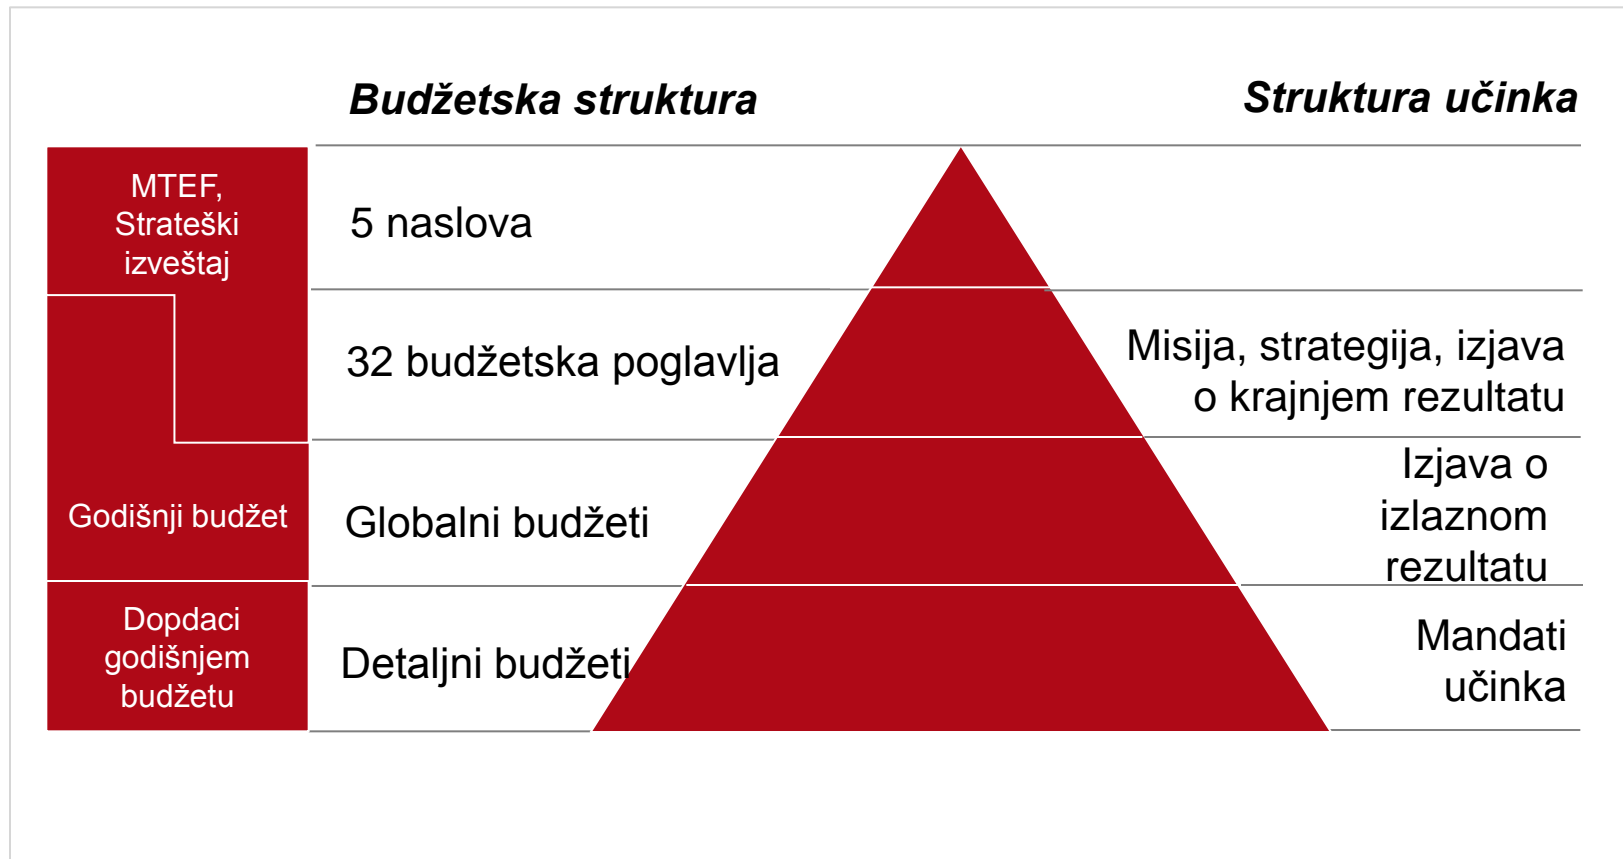 Budžetska struktura
Struktura učinka
MTEF,
Strateški
izveštaj
5 naslova
32 budžetska poglavlja
Misija, strategija, izjava
o krajnjem rezultatu
Godišnji budžet
Globalni budžeti
Izjava o
izlaznom
rezultatu
Dopdaci
godišnjem
budžetu
Detaljni budžeti
Mandati
učinka